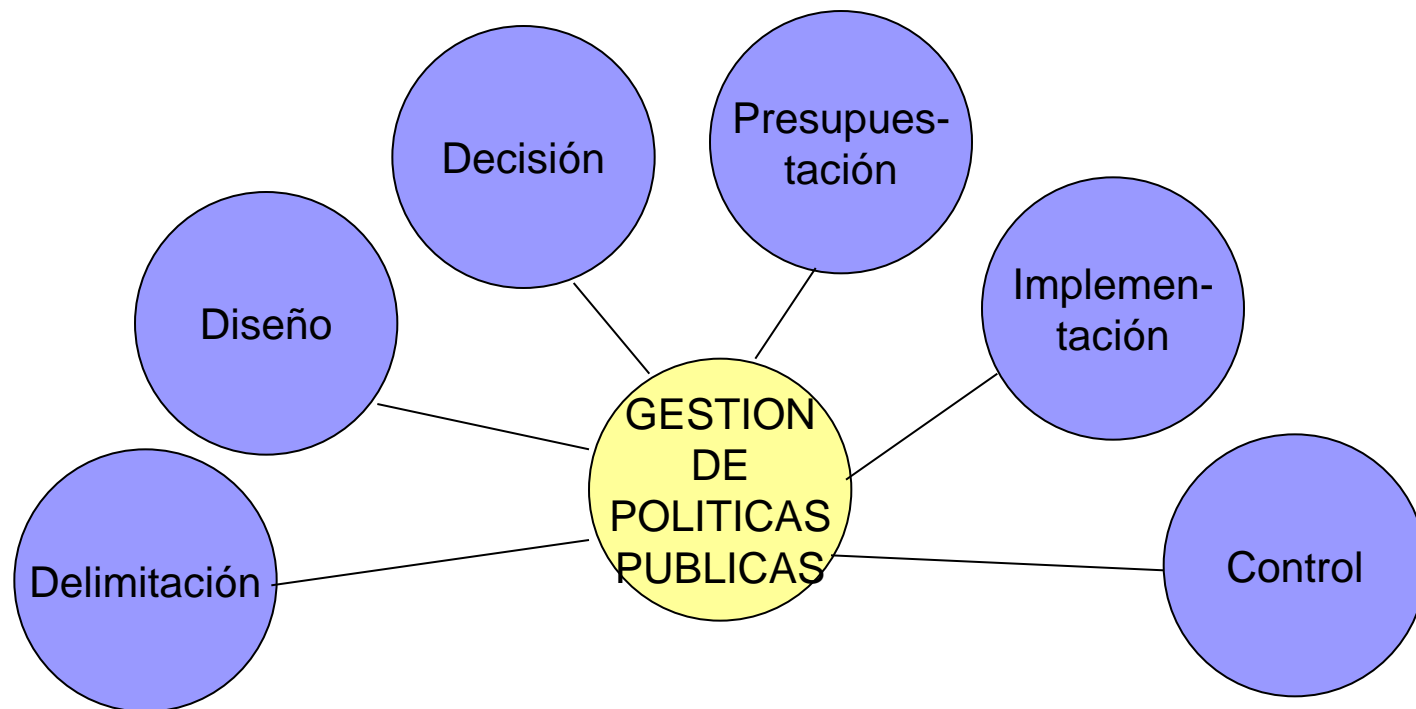 Decisión
Presupues-
tación
Diseño
Implemen-
tación
GESTION
DE
POLITICAS
PUBLICAS
Delimitación
Control